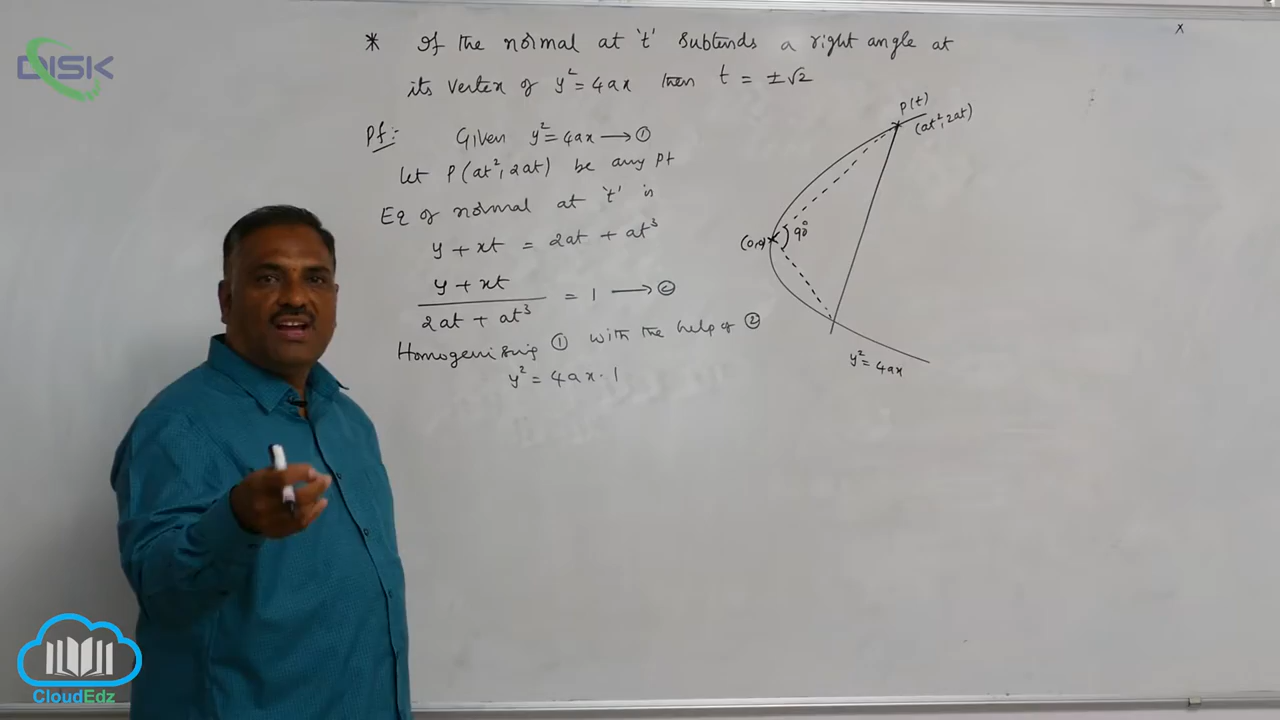 DISK
* If the normal at 't' subtends a right angle at
its vertex of y² = 4ax then t = ±√2
Pf:- Given y² = 4ax → ①
let P(at², 2at) be any pt
Eq of normal at 't' is
y + xt = 2at + at³
y + xt / 2at + at³ = 1 → ②
Homogenising ① with the help of ②
y² = 4ax · 1
P(t)
(at², 2at)
(0,0)
90°
y² = 4ax
x
CloudEdz